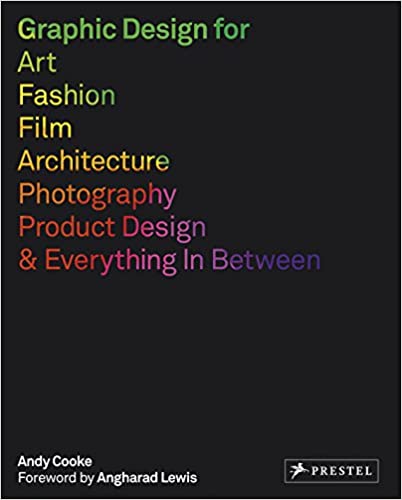 Graphic Design for
Art
Fashion
Film
Architecture
Photography
Product Design
& Everything In Between
Andy Cooke
Foreword by Angharad Lewis
PRESTEL